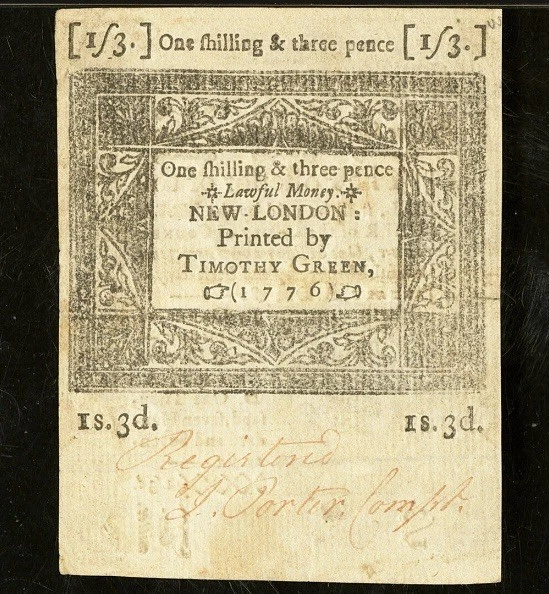 [1/3.] One ſhilling & three pence [1/3.]
One ſhilling & three pence
Lawful Money.
NEW-LONDON:
Printed by
TIMOTHY GREEN,
☞(1776)☜
1s. 3d. 1s. 3d.
Registered
J. Porter, Compt.